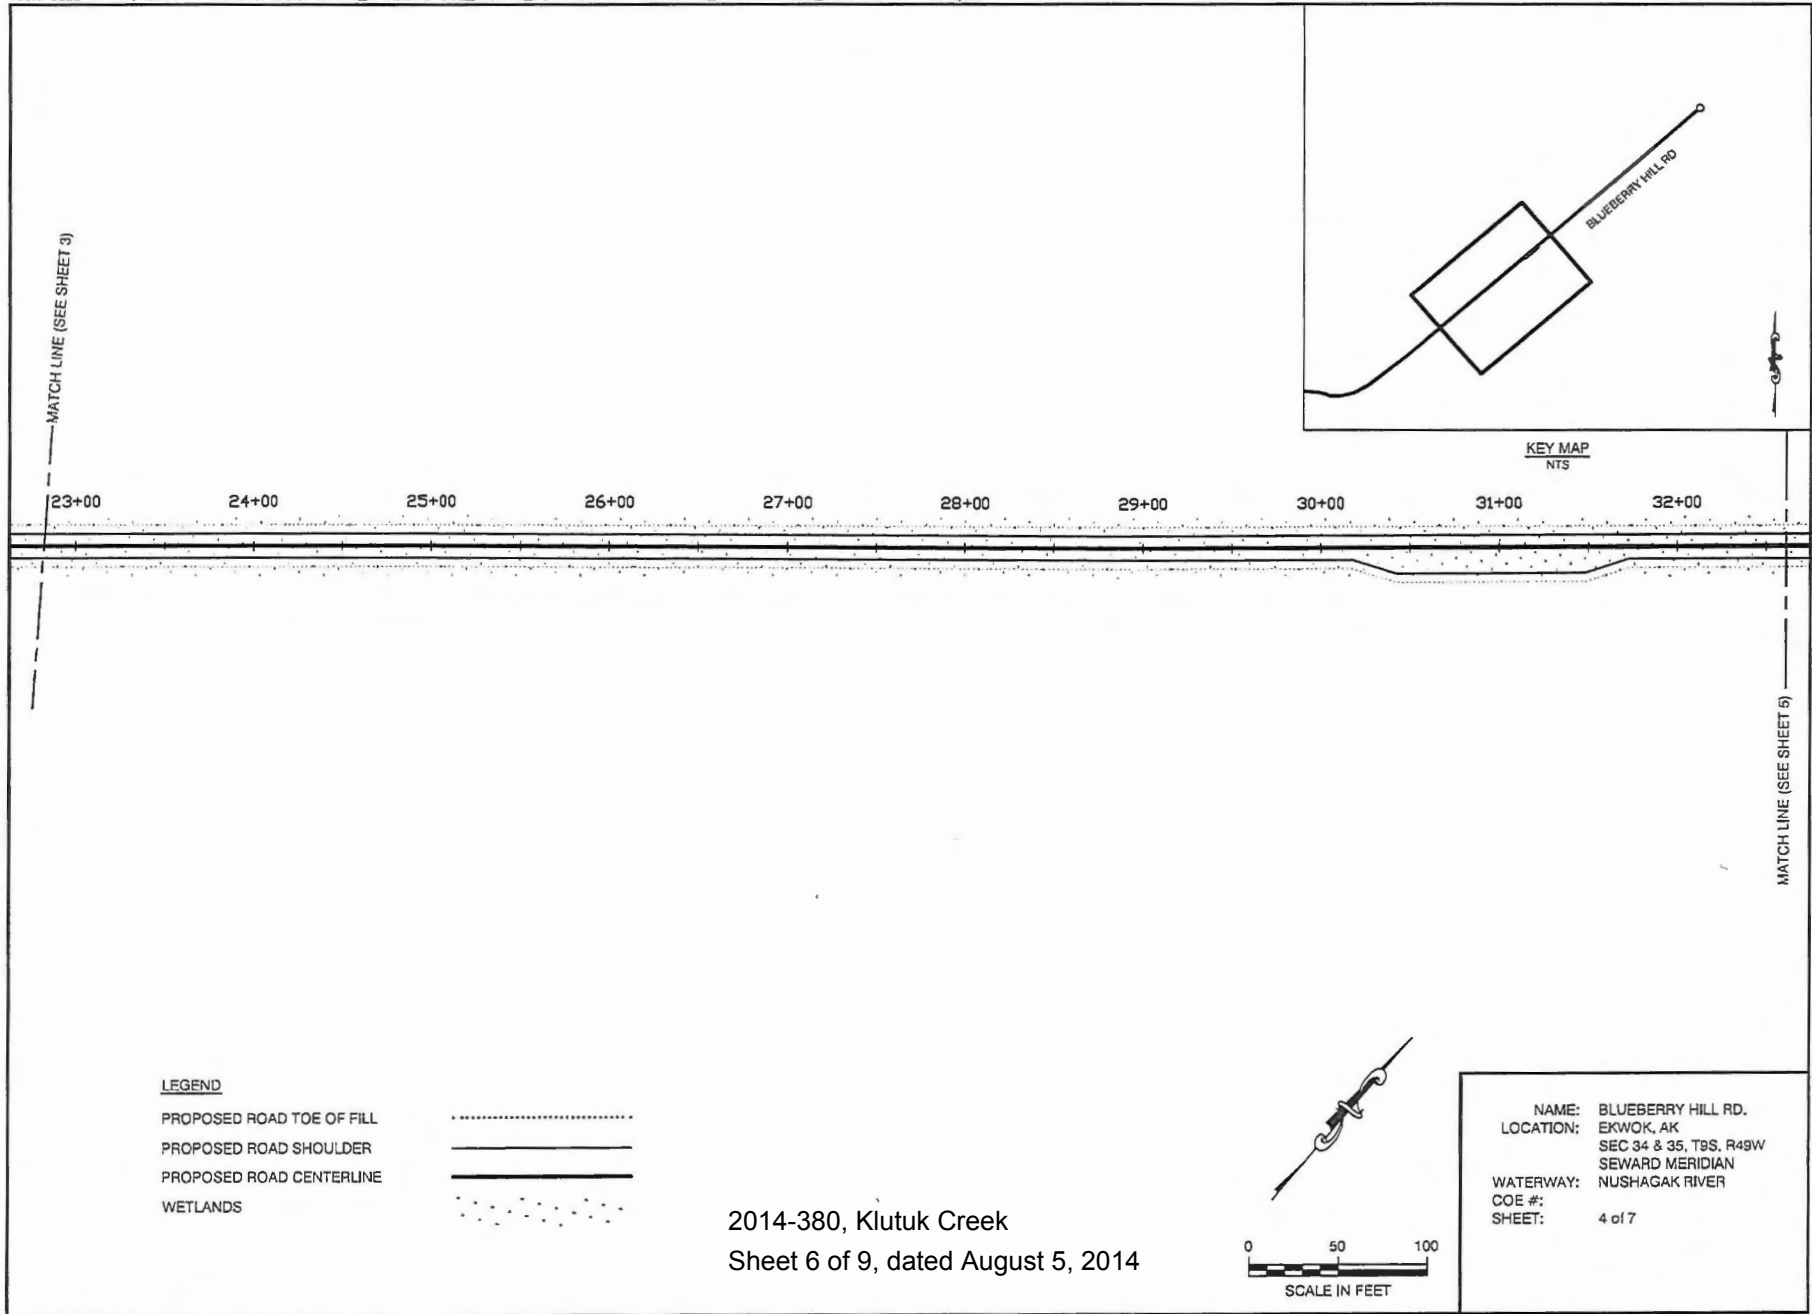 BLUEBERRY HILL RD
KEY MAP
NTS
MATCH LINE (SEE SHEET 3)
23+00 24+00 25+00 26+00 27+00 28+00 29+00 30+00 31+00 32+00
MATCH LINE (SEE SHEET 5)
LEGEND
PROPOSED ROAD TOE OF FILL
PROPOSED ROAD SHOULDER
PROPOSED ROAD CENTERLINE
WETLANDS
2014-380, Klutuk Creek
Sheet 6 of 9, dated August 5, 2014
0 50 100
SCALE IN FEET
NAME: BLUEBERRY HILL RD.
LOCATION: EKWOK, AK
SEC 34 & 35, T9S, R49W
SEWARD MERIDIAN
WATERWAY: NUSHAGAK RIVER
COE #:
SHEET: 4 of 7